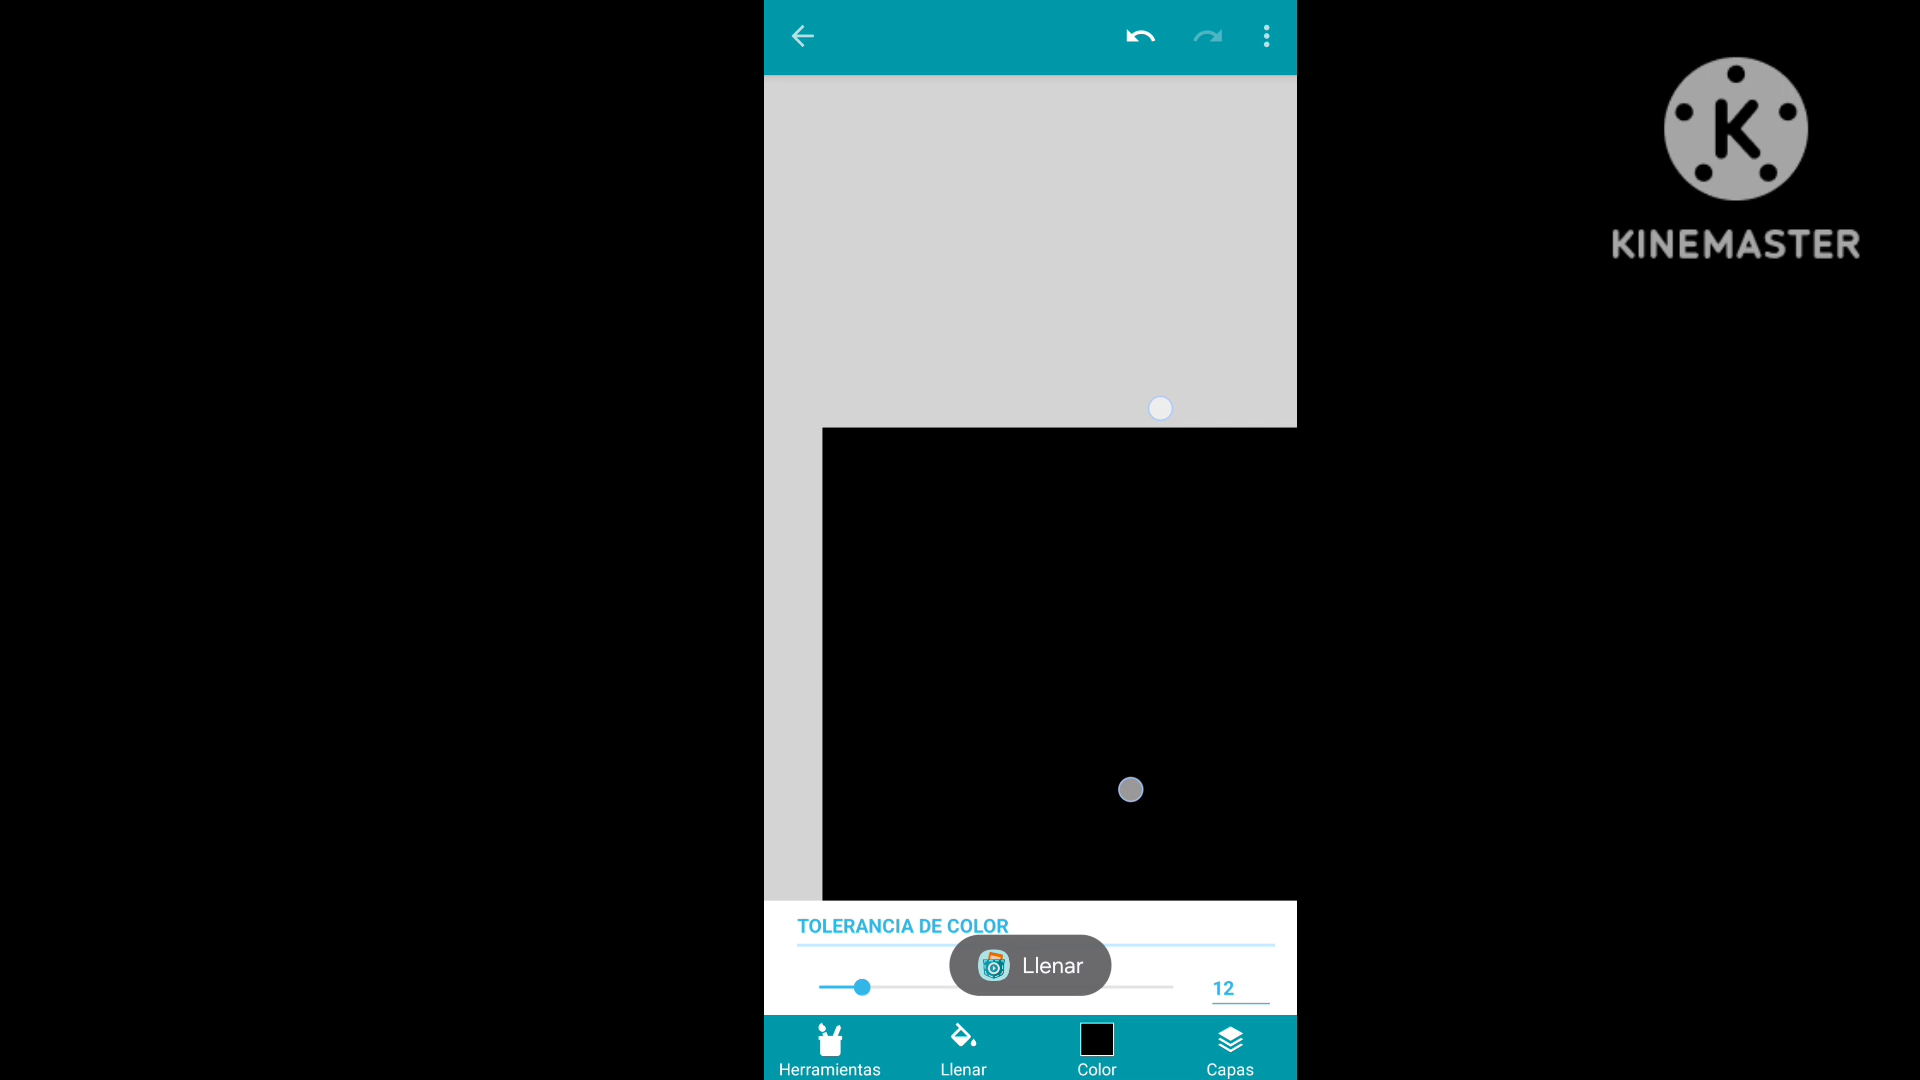 KINEMASTER
TOLERANCIA DE COLOR
Llenar
12
Herramientas
Llenar
Color
Capas